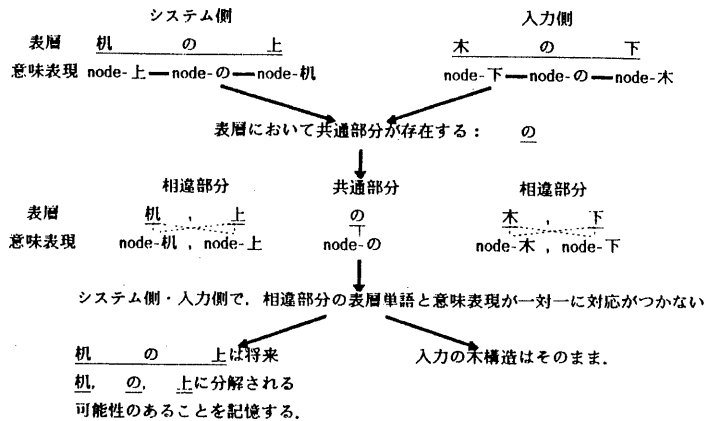 システム側 入力側
表層 机 の 上 木 の 下
意味表現 node-上 node-の node-机 node-下 node-の node-木
表層において共通部分が存在する： の
相違部分 共通部分 相違部分
表層 机 ， 上 の 木 ， 下
意味表現 node-机 ，node-上 node-の node-木 ，node-下
システム側・入力側で，相違部分の表層単語と意味表現が一対一に対応がつかない
机 の 上は将来 入力の木構造はそのまま．
机， の， 上に分解される
可能性のあることを記憶する．